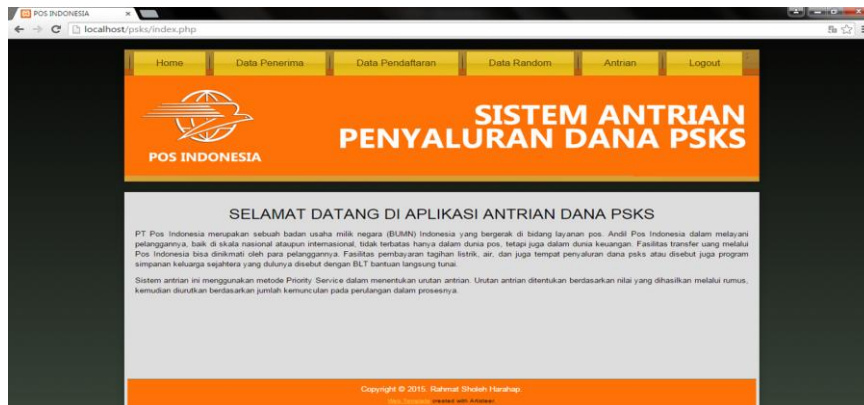 POS INDONESIA
localhost/psks/index.php
Home Data Penerima Data Pendaftaran Data Random Antrian Logout
POS INDONESIA
SISTEM ANTRIAN
PENYALURAN DANA PSKS
SELAMAT DATANG DI APLIKASI ANTRIAN DANA PSKS
PT Pos Indonesia merupakan sebuah badan usaha milik negara (BUMN) Indonesia yang bergerak di bidang layanan pos. Andil Pos Indonesia dalam melayani
pelanggannya, baik di skala nasional ataupun internasional, tidak terbatas hanya dalam dunia pos, tetapi juga dalam dunia keuangan. Fasilitas transfer uang melalui
Pos Indonesia bisa dinikmati oleh para pelanggannya. Fasilitas pembayaran tagihan listrik, air, dan juga tempat penyaluran dana psks atau disebut juga program
simpanan keluarga sejahtera yang dulunya disebut dengan BLT bantuan langsung tunai.
Sistem antrian ini menggunakan metode Priority Service dalam menentukan urutan antrian. Urutan antrian ditentukan berdasarkan nilai yang dihasilkan melalui rumus,
kemudian diurutkan berdasarkan jumlah kemunculan pada perulangan dalam prosesnya.
Copyright © 2015. Rahmat Sholeh Harahap.
Web Template created with Artisteer.